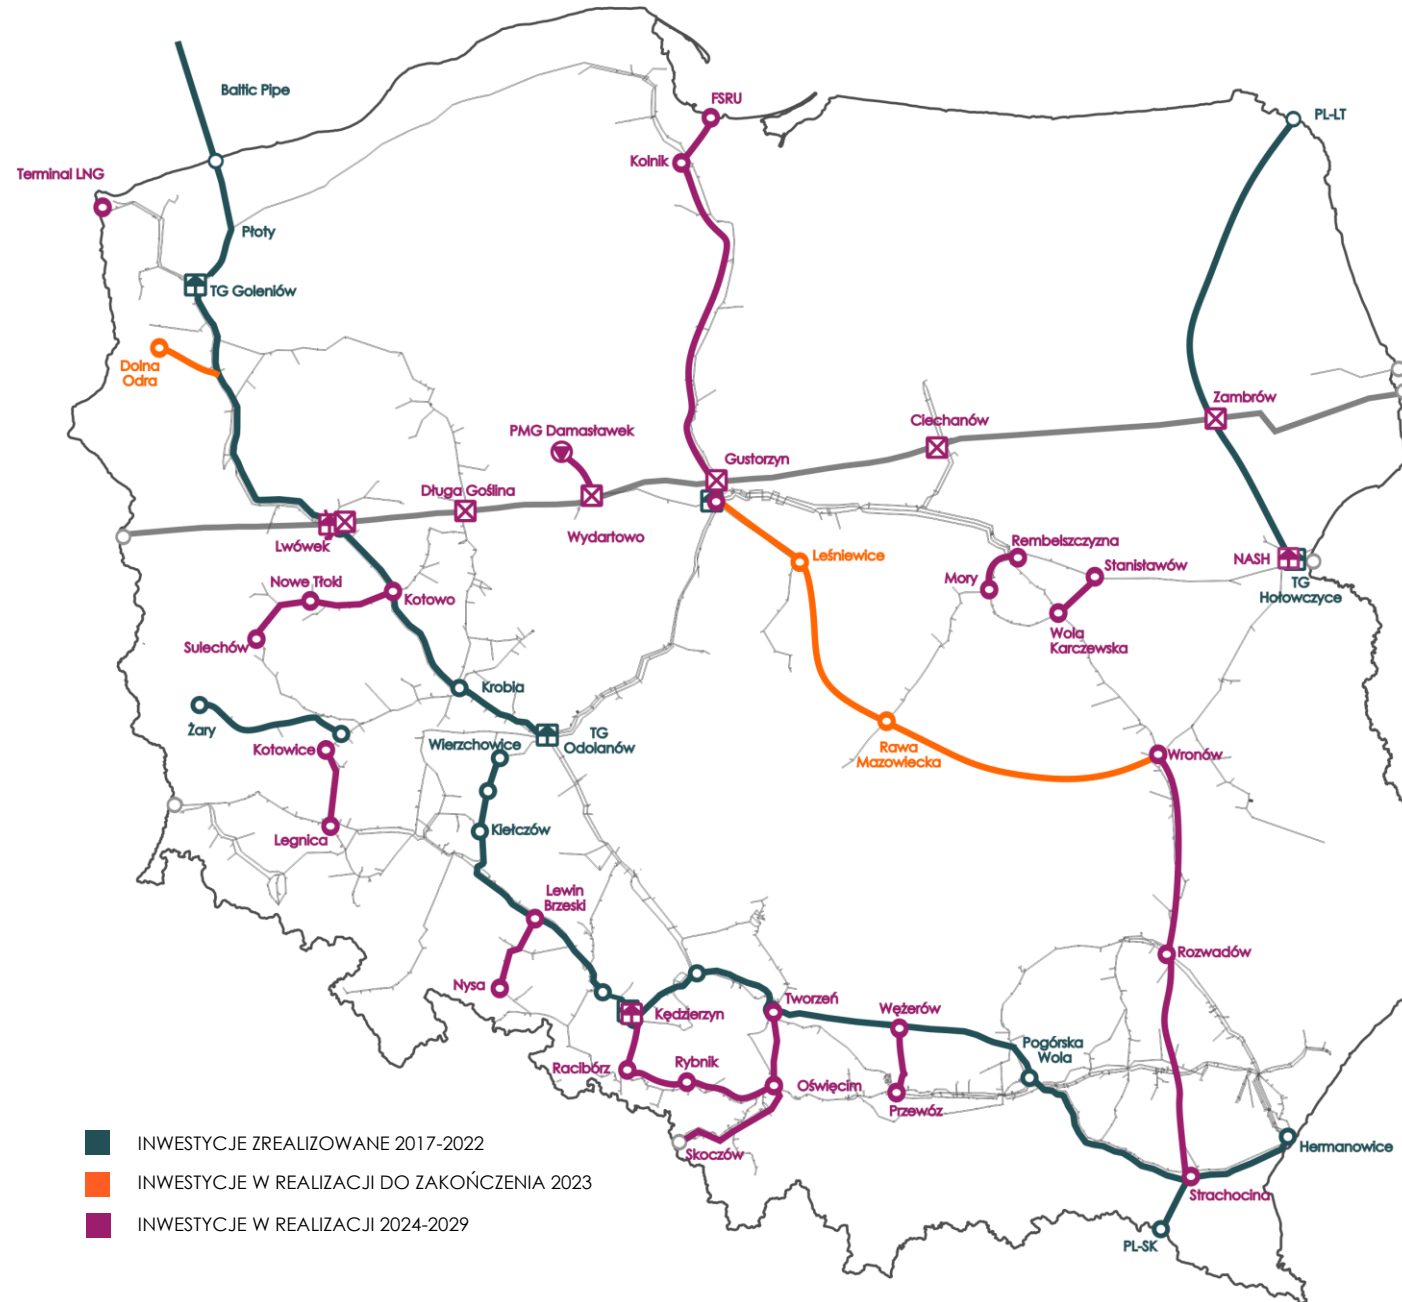 Baltic Pipe
FSRU
PL-LT
Kolnik
Terminal LNG
Płoty
TG Goleniów
Dolna
Odra
Zambrów
Ciechanów
PMG Damasławek
Gustorzyn
Długa Goślina
Wydartowo
Lwówek
Rembelszczyzna
Leśniewice
Stanisławów
NASH
TG
Hołowczyce
Mory
Nowe Tłoki
Kotowo
Wola
Karczewska
Sulechów
Krobia
Żary
TG
Odolanów
Wierzchowice
Kotowice
Rawa
Mazowiecka
Wronów
Kiełczów
Legnica
Lewin
Brzeski
Rozwadów
Nysa
Tworzeń
Wężerów
Kędzierzyn
Pogórska
Wola
Racibórz
Rybnik
Oświęcim
Przewóz
Skoczów
Hermanowice
Strachocina
PL-SK
INWESTYCJE ZREALIZOWANE 2017-2022
INWESTYCJE W REALIZACJI DO ZAKOŃCZENIA 2023
INWESTYCJE W REALIZACJI 2024-2029